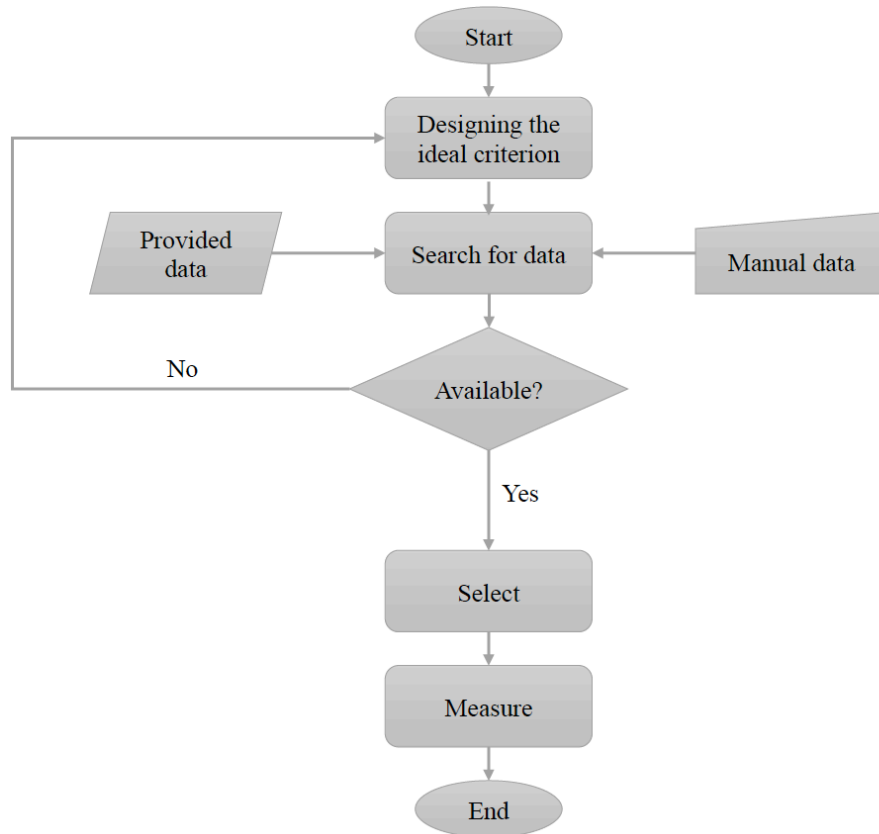 Start
Designing the
ideal criterion
Provided
data
Search for data
Manual data
No
Available?
Yes
Select
Measure
End